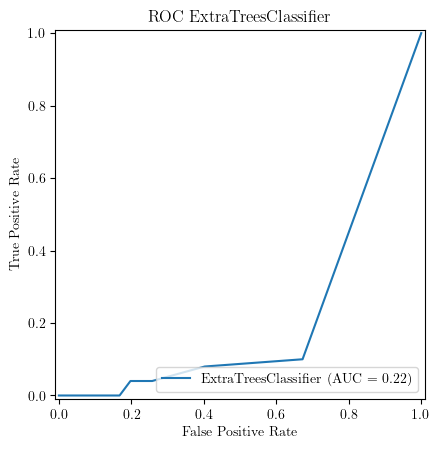 ROC ExtraTreesClassifier
1.0
0.8
0.6
0.4
0.2
0.0
True Positive Rate
ExtraTreesClassifier (AUC = 0.22)
0.0 0.2 0.4 0.6 0.8 1.0
False Positive Rate